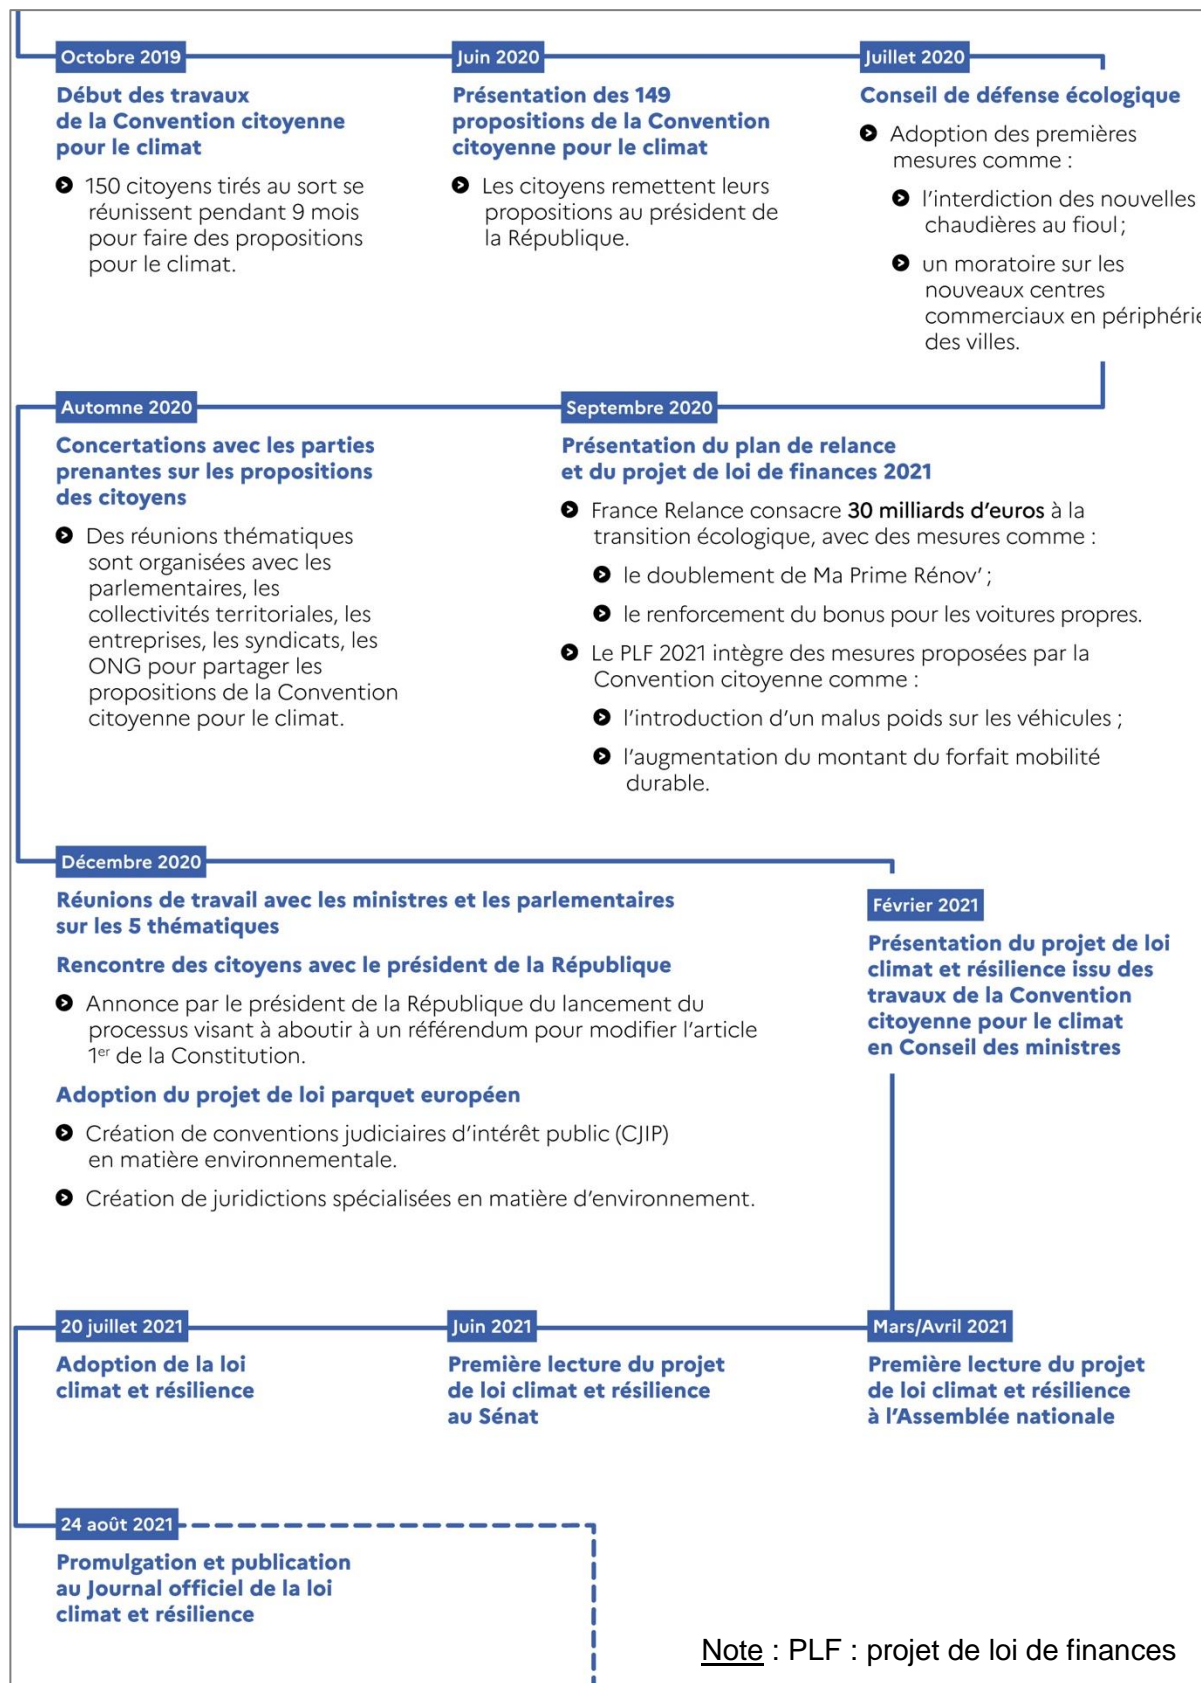 Octobre 2019
Début des travaux
de la Convention citoyenne
pour le climat
150 citoyens tirés au sort se
réunissent pendant 9 mois
pour faire des propositions
pour le climat.
Juin 2020
Présentation des 149
propositions de la Convention
citoyenne pour le climat
Les citoyens remettent leurs
propositions au président de
la République.
Juillet 2020
Conseil de défense écologique
Adoption des premières
mesures comme :
l'interdiction des nouvelles
chaudières au fioul ;
un moratoire sur les
nouveaux centres
commerciaux en périphérie
des villes.
Septembre 2020
Présentation du plan de relance
et du projet de loi de finances 2021
France Relance consacre 30 milliards d'euros à la
transition écologique, avec des mesures comme :
le doublement de Ma Prime Rénov' ;
le renforcement du bonus pour les voitures propres.
Le PLF 2021 intègre des mesures proposées par la
Convention citoyenne comme :
l'introduction d'un malus poids sur les véhicules ;
l'augmentation du montant du forfait mobilité
durable.
Automne 2020
Concertations avec les parties
prenantes sur les propositions
des citoyens
Des réunions thématiques
sont organisées avec les
parlementaires, les
collectivités territoriales, les
entreprises, les syndicats, les
ONG pour partager les
propositions de la Convention
citoyenne pour le climat.
Décembre 2020
Réunions de travail avec les ministres et les parlementaires
sur les 5 thématiques
Rencontre des citoyens avec le président de la République
Annonce par le président de la République du lancement du
processus visant à aboutir à un référendum pour modifier l'article
1er de la Constitution.
Adoption du projet de loi parquet européen
Création de conventions judiciaires d'intérêt public (CJIP)
en matière environnementale.
Création de juridictions spécialisées en matière d'environnement.
Février 2021
Présentation du projet de loi
climat et résilience issu des
travaux de la Convention
citoyenne pour le climat
en Conseil des ministres
Mars/Avril 2021
Première lecture du projet
de loi climat et résilience
à l'Assemblée nationale
Juin 2021
Première lecture du projet
de loi climat et résilience
au Sénat
20 juillet 2021
Adoption de la loi
climat et résilience
24 août 2021
Promulgation et publication
au Journal officiel de la loi
climat et résilience
Note : PLF : projet de loi de finances